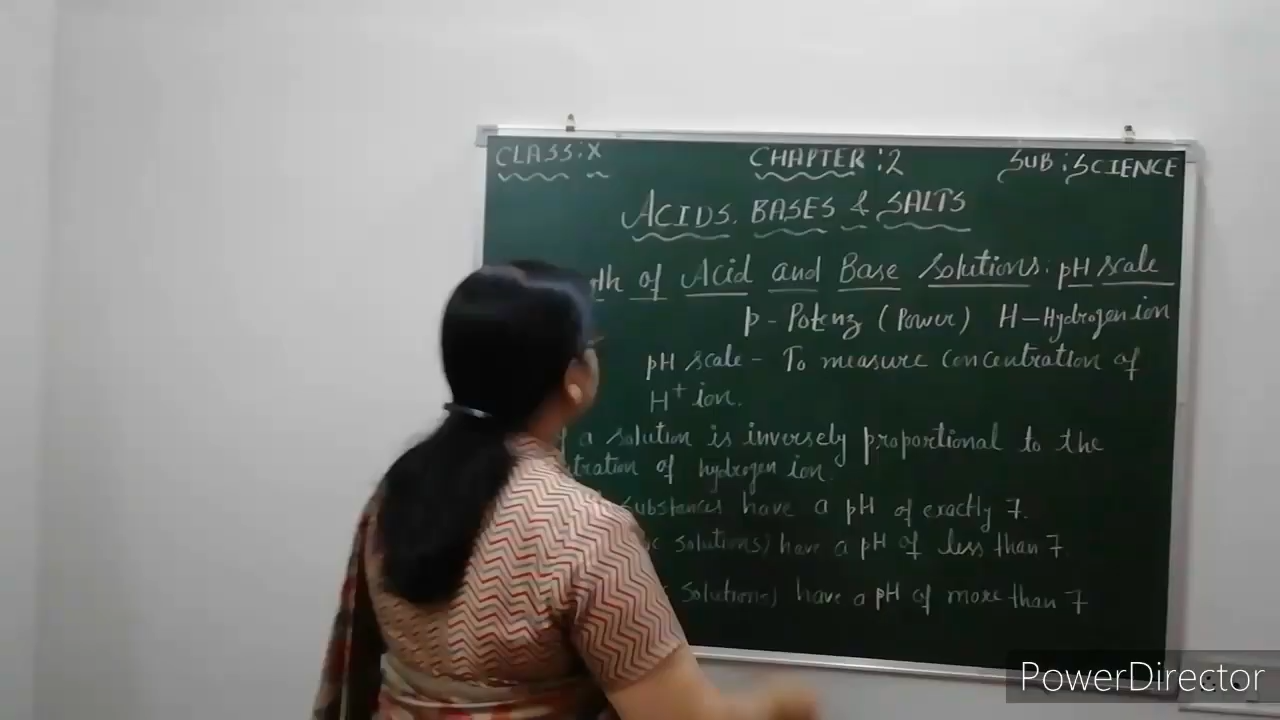 CLASS: X CHAPTER: 2 SUB: SCIENCE
ACIDS, BASES & SALTS
th of Acid and Base Solutions: pH scale
p - Potenz (Power) H - Hydrogen ion
pH scale - To measure concentration of
H+ ion.
a solution is inversely proportional to the
tration of hydrogen ion.
Substances have a pH of exactly 7.
ic solutions) have a pH of less than 7.
solutions) have a pH of more than 7
PowerDirector